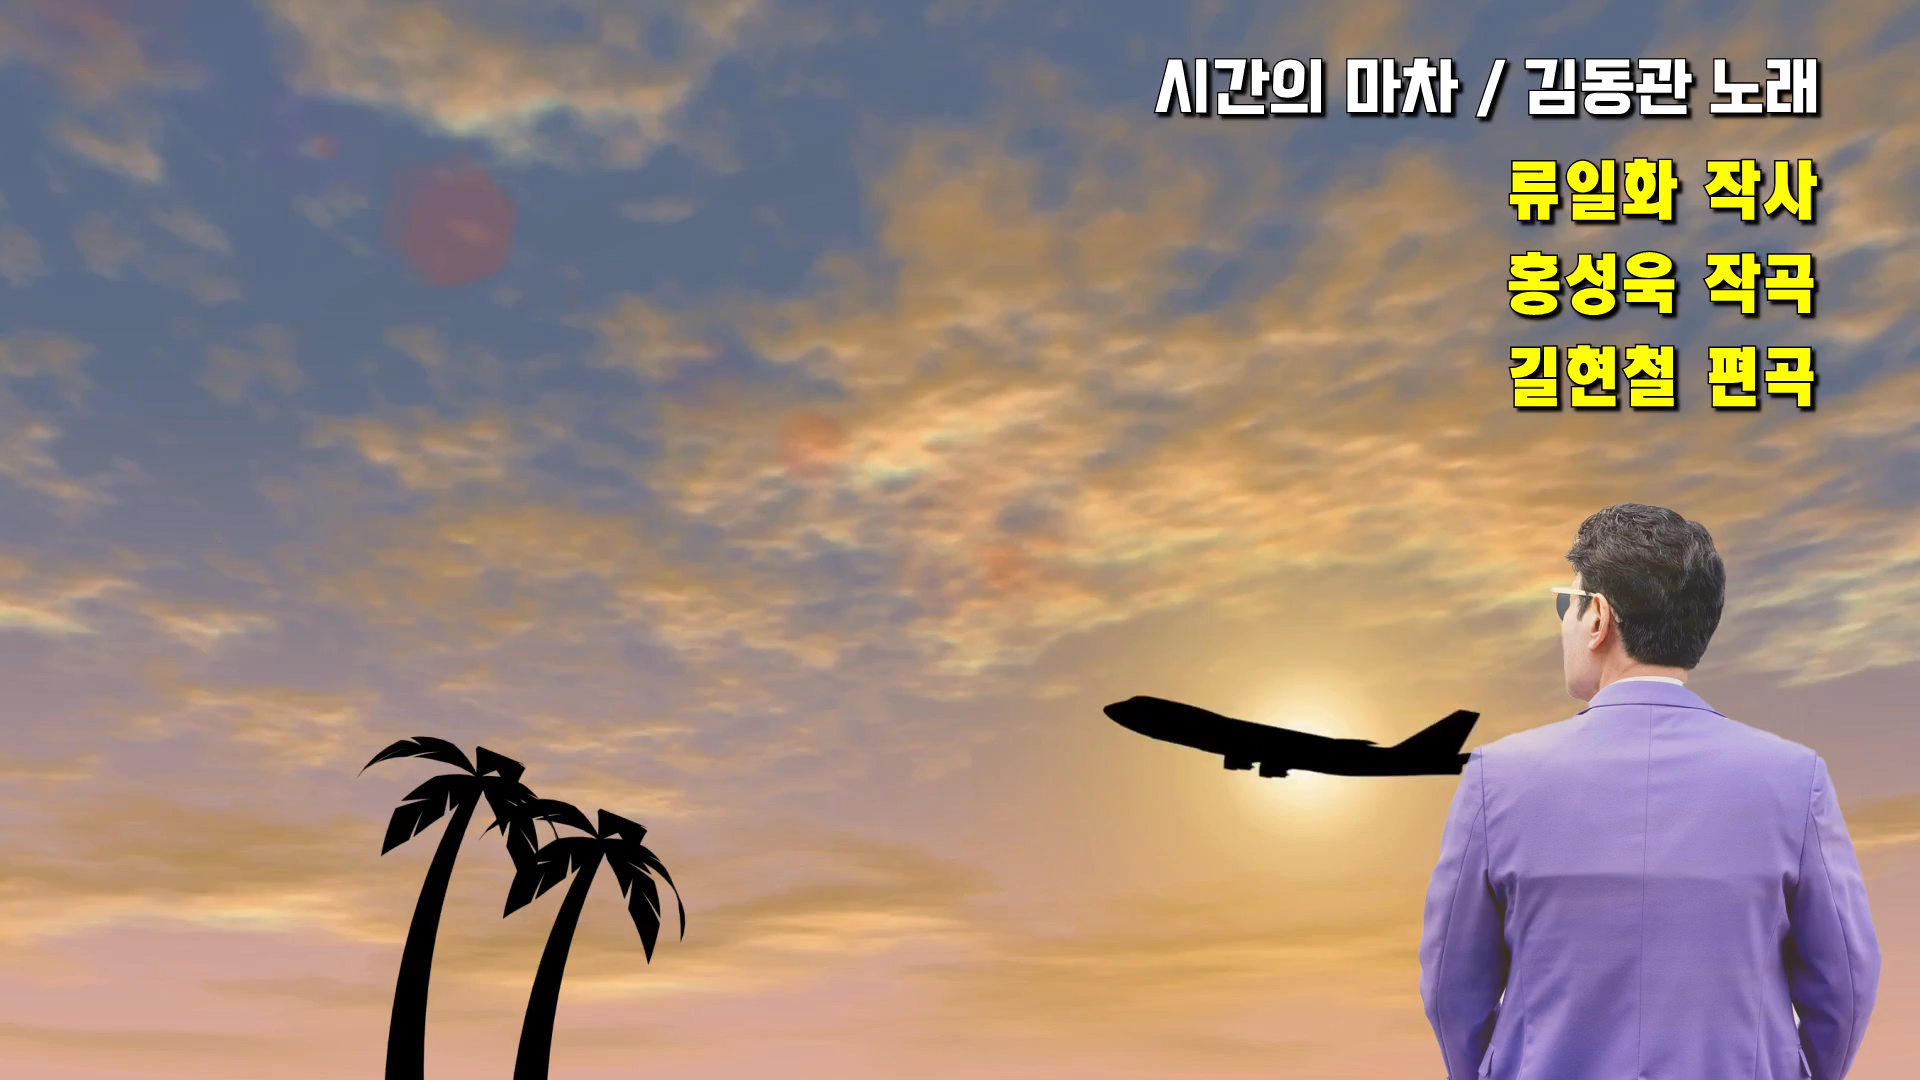 시간의 마차 / 김동관 노래
류일화 작사
홍성욱 작곡
길현철 편곡